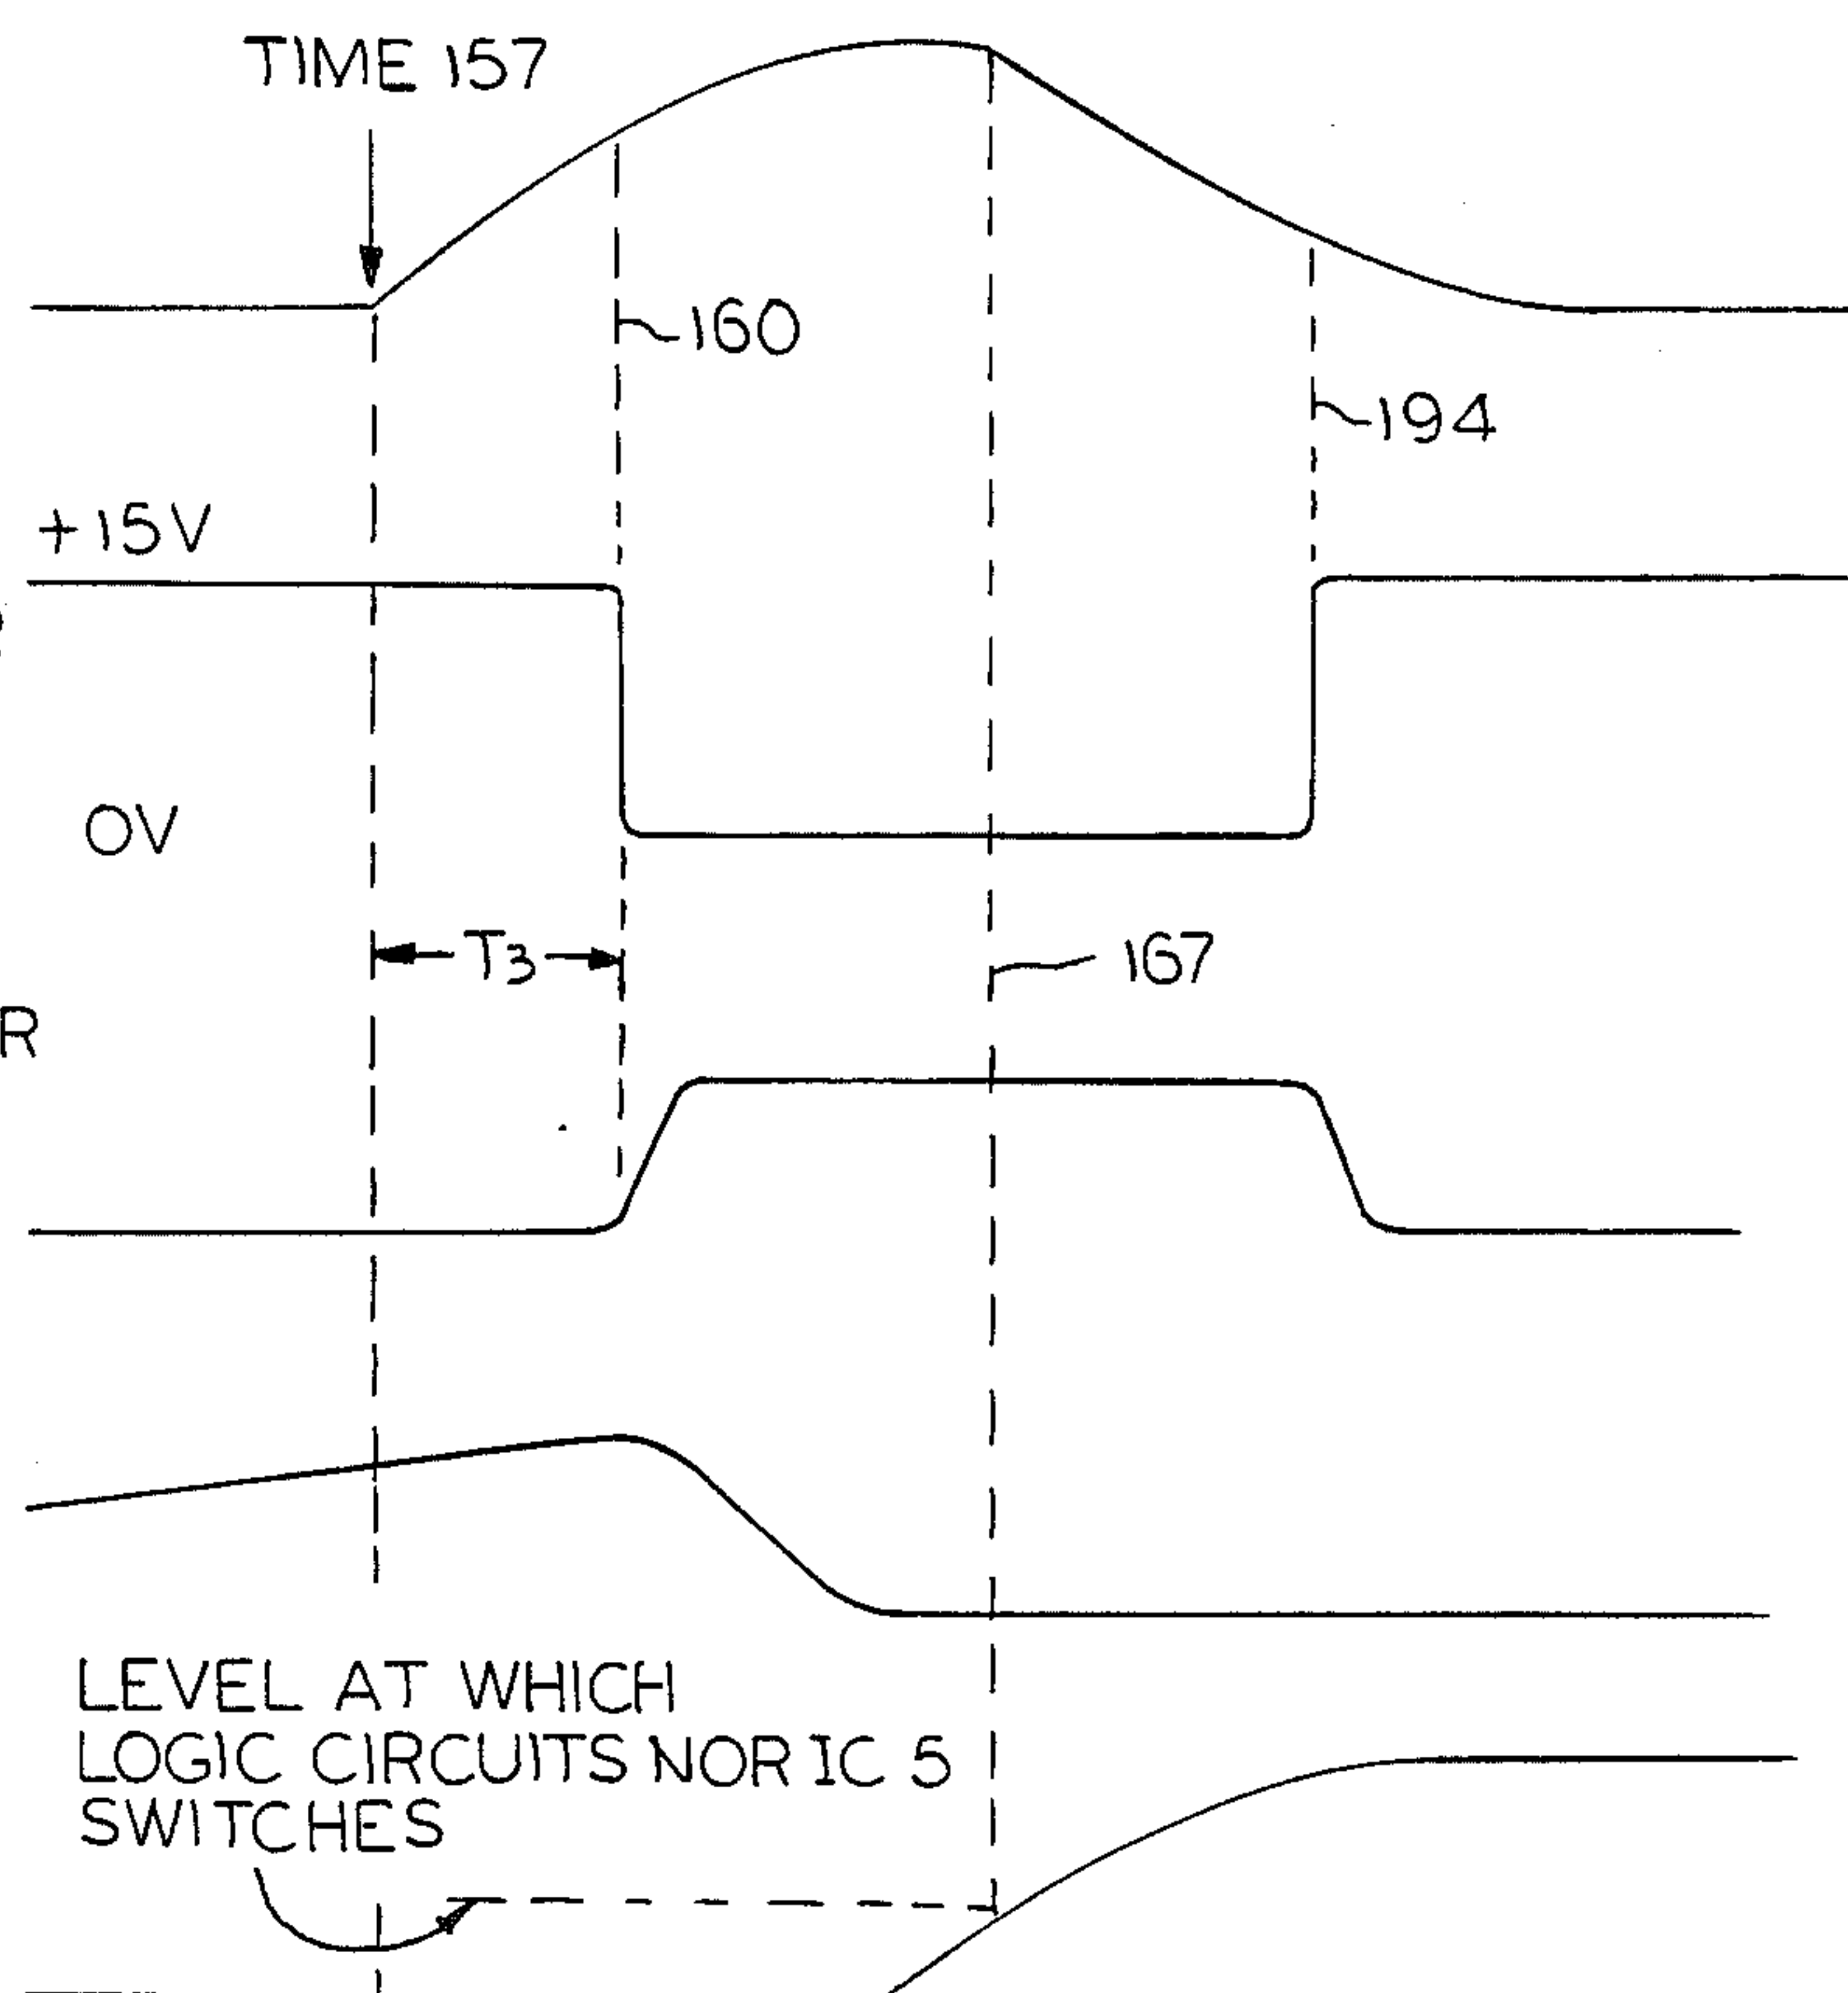 TIME 157
160
194
+15V
0V
T3
167
R
LEVEL AT WHICH
LOGIC CIRCUITS NOR IC 5
SWITCHES